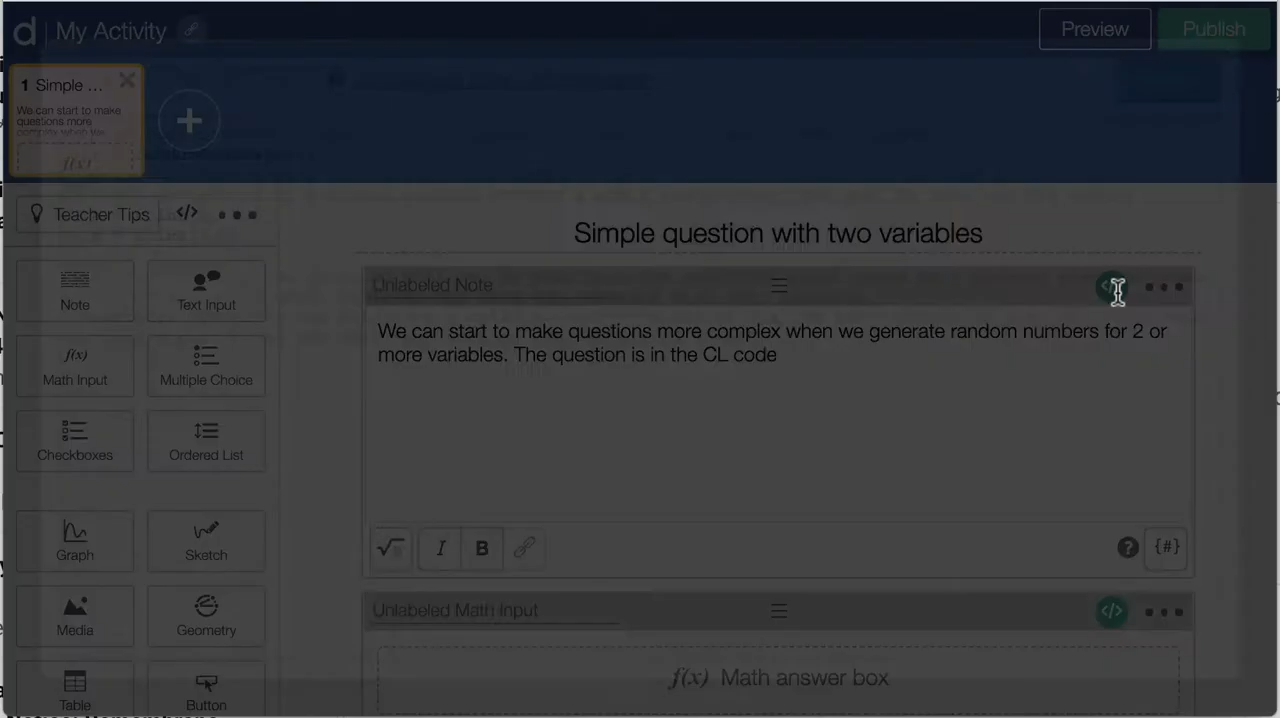 d | My Activity
Preview
Publish
1 Simple ...
We can start to make
questions more
complex when we
f(x)
Teacher Tips
</>
Simple question with two variables
Note
Text Input
f(x)
Math Input
Multiple Choice
Checkboxes
Ordered List
Graph
Sketch
Media
Geometry
Table
Button
Unlabeled Note
We can start to make questions more complex when we generate random numbers for 2 or
more variables. The question is in the CL code
I B
? {#}
Unlabeled Math Input
</>
f(x) Math answer box